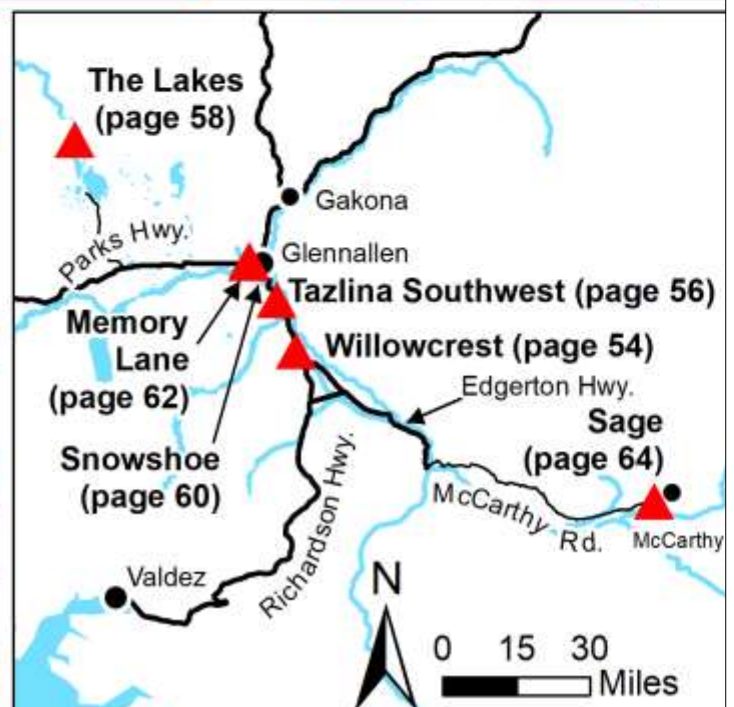 The Lakes
(page 58)
Gakona
Parks Hwy.
Glennallen
Tazlina Southwest (page 56)
Memory
Lane
(page 62)
Willowcrest (page 54)
Edgerton Hwy.
Sage
(page 64)
Snowshoe
(page 60)
McCarthy Rd.
McCarthy
Richardson Hwy.
Valdez
N
0 15 30
Miles